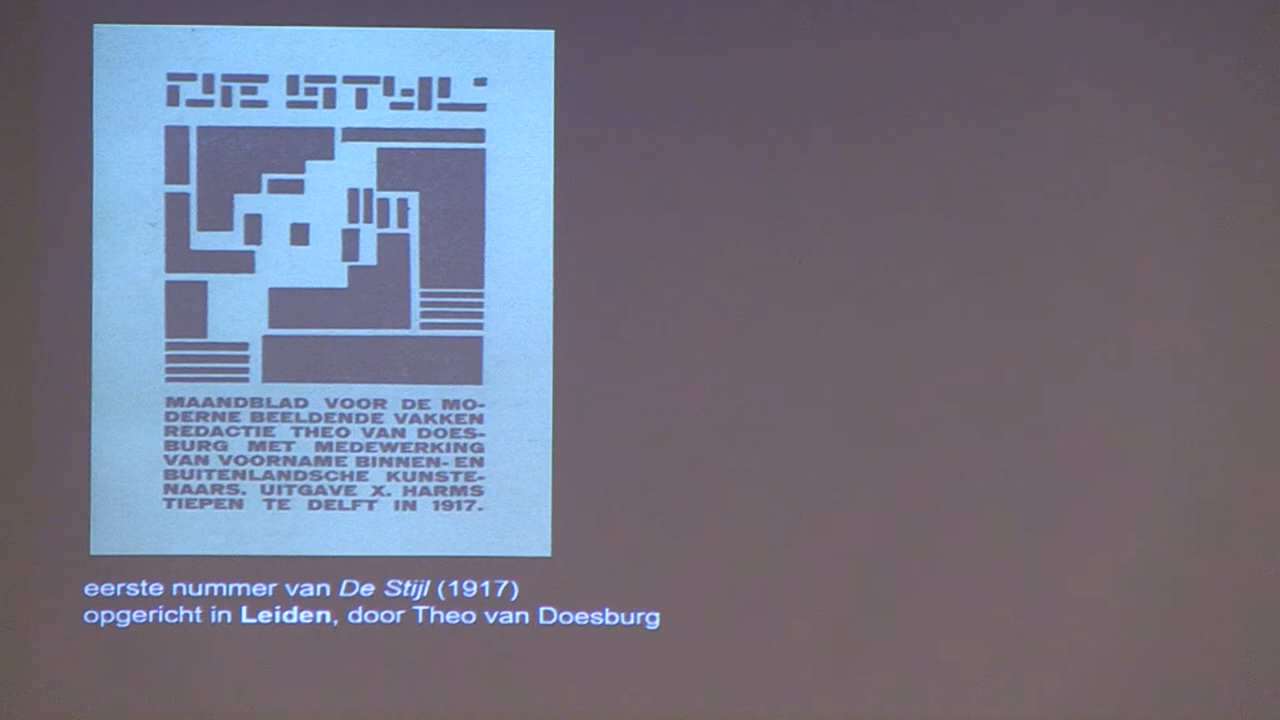 DE STYL
MAANDBLAD VOOR DE MO-
DERNE BEELDENDE VAKKEN
REDACTIE THEO VAN DOES-
BURG MET MEDEWERKING
VAN VOORNAME BINNEN- EN
BUITENLANDSCHE KUNSTE-
NAARS. UITGAVE X. HARMS
TIEPEN TE DELFT IN 1917.
eerste nummer van De Stijl (1917)
opgericht in Leiden, door Theo van Doesburg